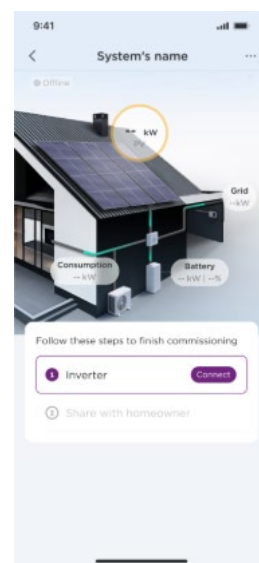 9:41
System's name
Offline
-- kW
PV
Grid
--kW
Consumption
-- kW
Battery
-- kW | --%
Follow these steps to finish commissioning
1 Inverter Connect
2 Share with homeowner